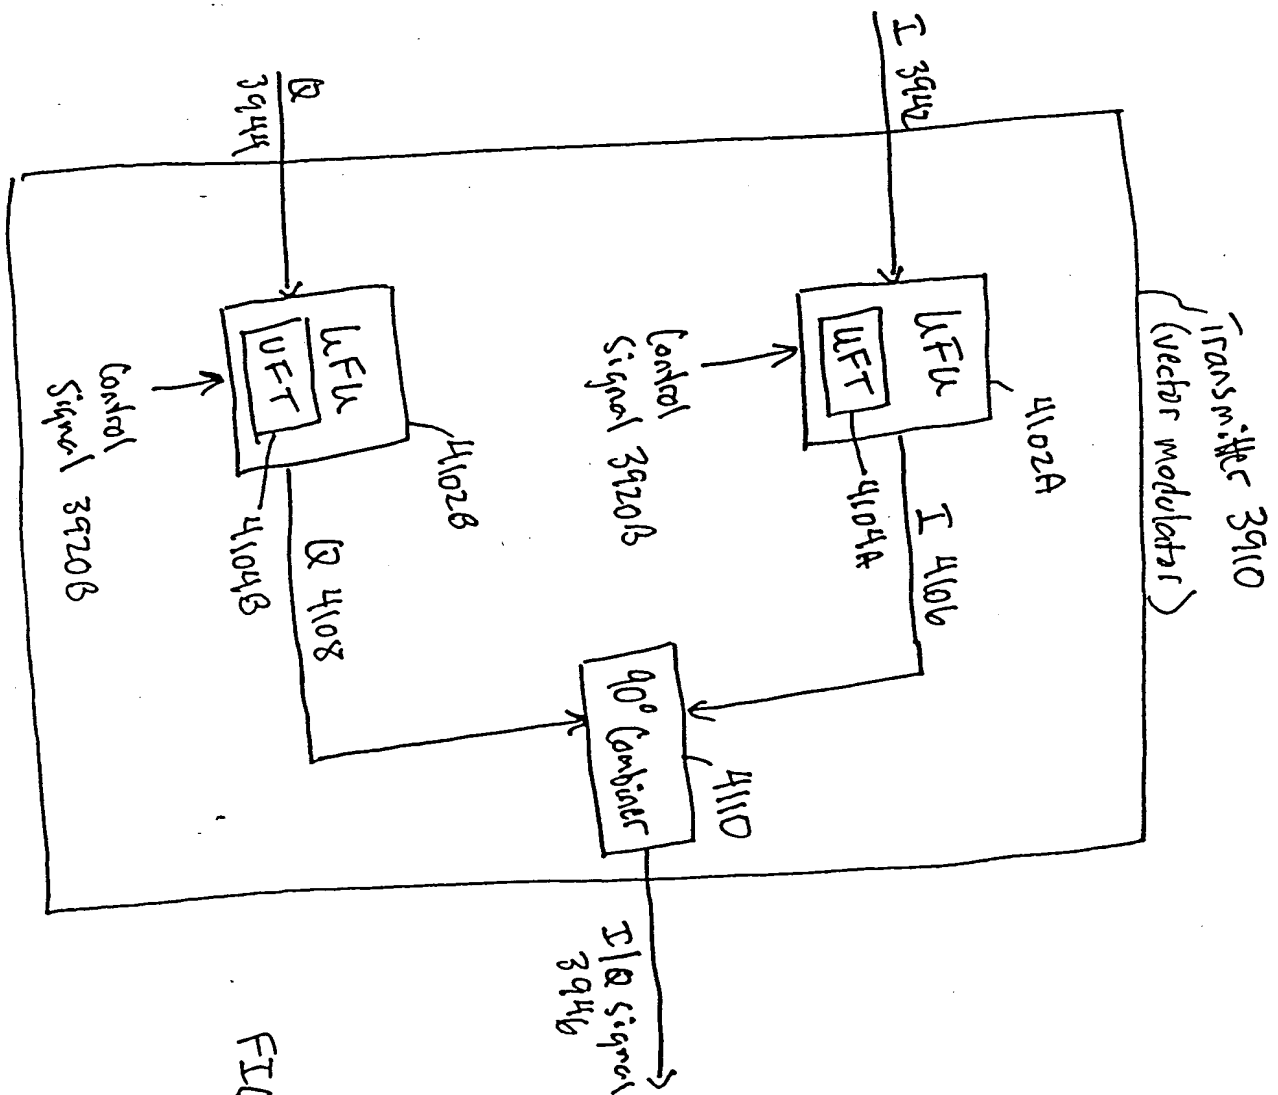 Transmitter 3910
(vector modulator)
I 3942
UFU
UFT
4102A
4104A
I 4106
Control
Signal 3920B
Q
3944
UFU
UFT
4102B
4104B
Q 4108
Control
Signal 3920B
90° Combiner
4110
I/Q Signal
3946